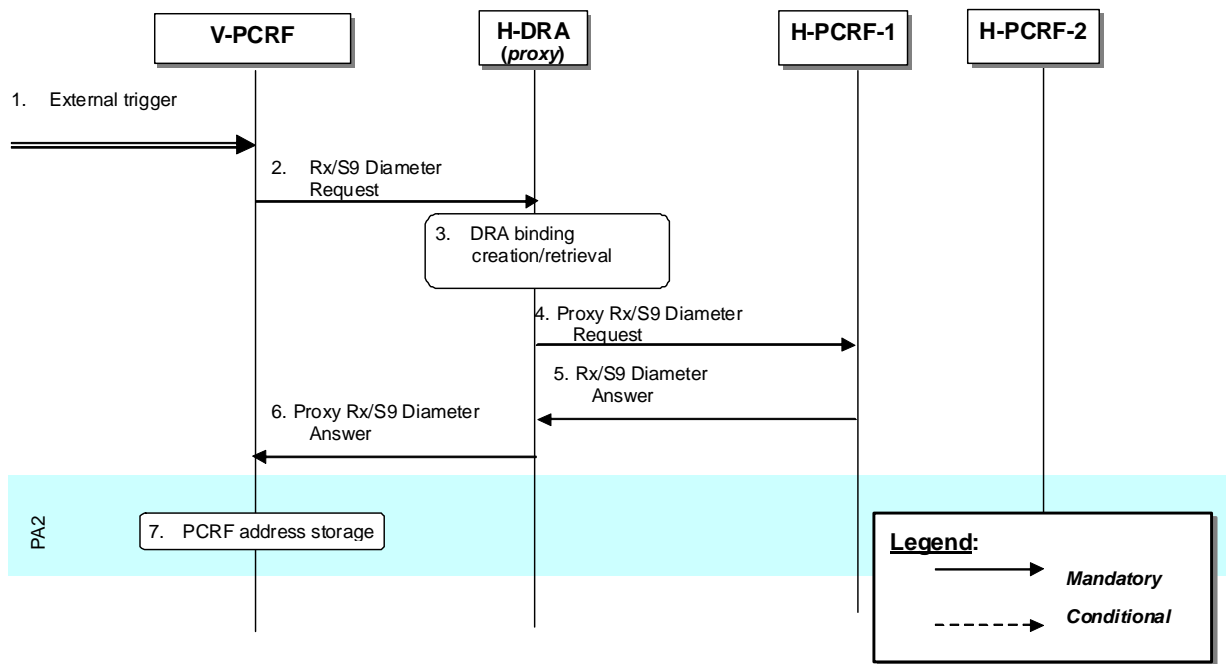 V-PCRF
H-DRA
(proxy)
H-PCRF-1
H-PCRF-2
1. External trigger
2. Rx/S9 Diameter
Request
3. DRA binding
creation/retrieval
4. Proxy Rx/S9 Diameter
Request
5. Rx/S9 Diameter
Answer
6. Proxy Rx/S9 Diameter
Answer
PA2
7. PCRF address storage
Legend:
Mandatory
Conditional